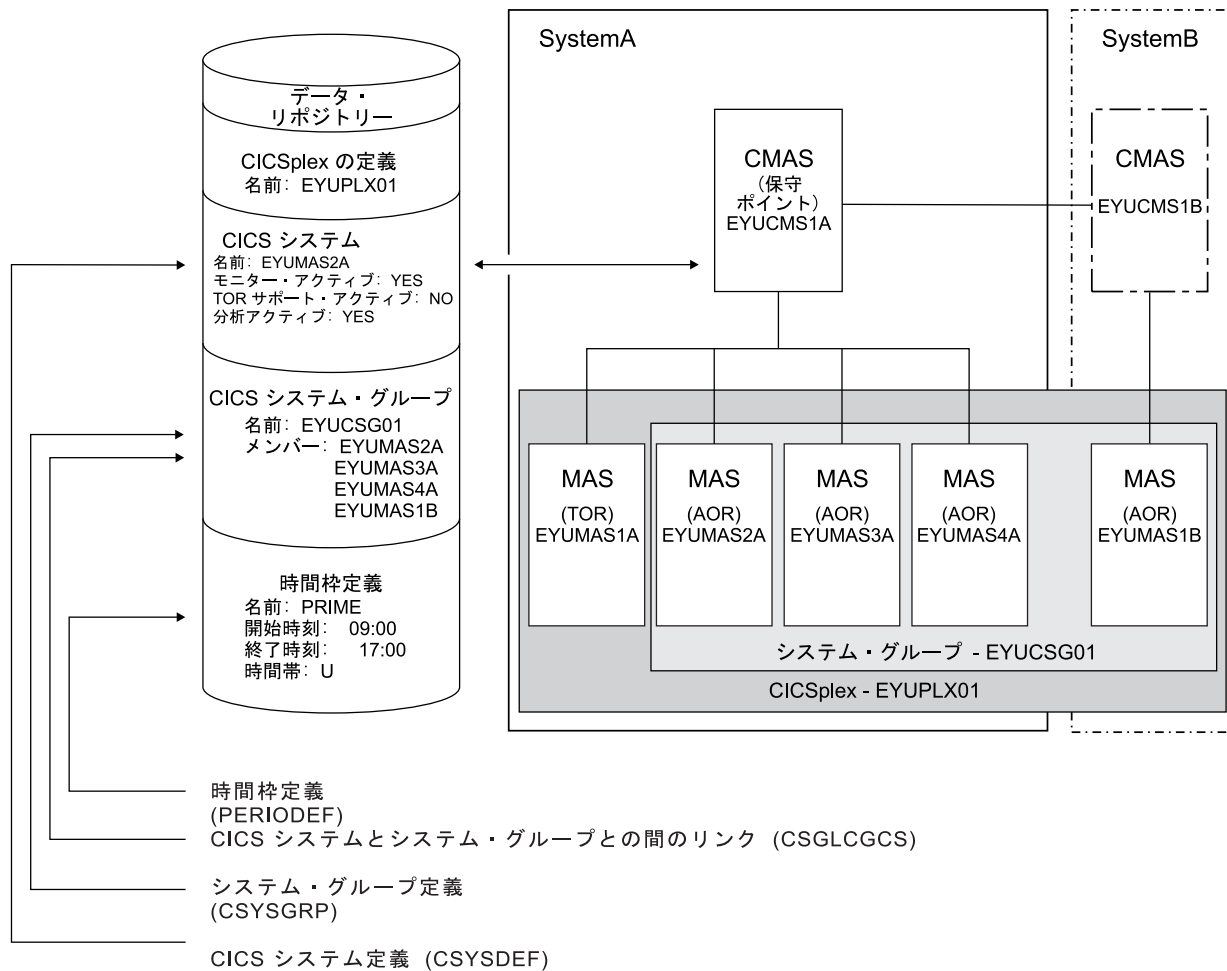 データ・
リポジトリー
CICSplex の定義
名前: EYUPLX01
CICS システム
名前: EYUMAS2A
モニター・アクティブ: YES
TOR サポート・アクティブ: NO
分析アクティブ: YES
CICS システム・グループ
名前: EYUCSG01
メンバー: EYUMAS2A
EYUMAS3A
EYUMAS4A
EYUMAS1B
時間枠定義
名前: PRIME
開始時刻: 09:00
終了時刻: 17:00
時間帯: U
SystemA
CMAS
(保守
ポイント)
EYUCMS1A
SystemB
CMAS
EYUCMS1B
MAS
(TOR)
EYUMAS1A
MAS
(AOR)
EYUMAS2A
MAS
(AOR)
EYUMAS3A
MAS
(AOR)
EYUMAS4A
MAS
(AOR)
EYUMAS1B
システム・グループ - EYUCSG01
CICSplex - EYUPLX01
時間枠定義
(PERIODEF)
CICS システムとシステム・グループとの間のリンク (CSGLCGCS)
システム・グループ定義
(CSYSGRP)
CICS システム定義 (CSYSDEF)